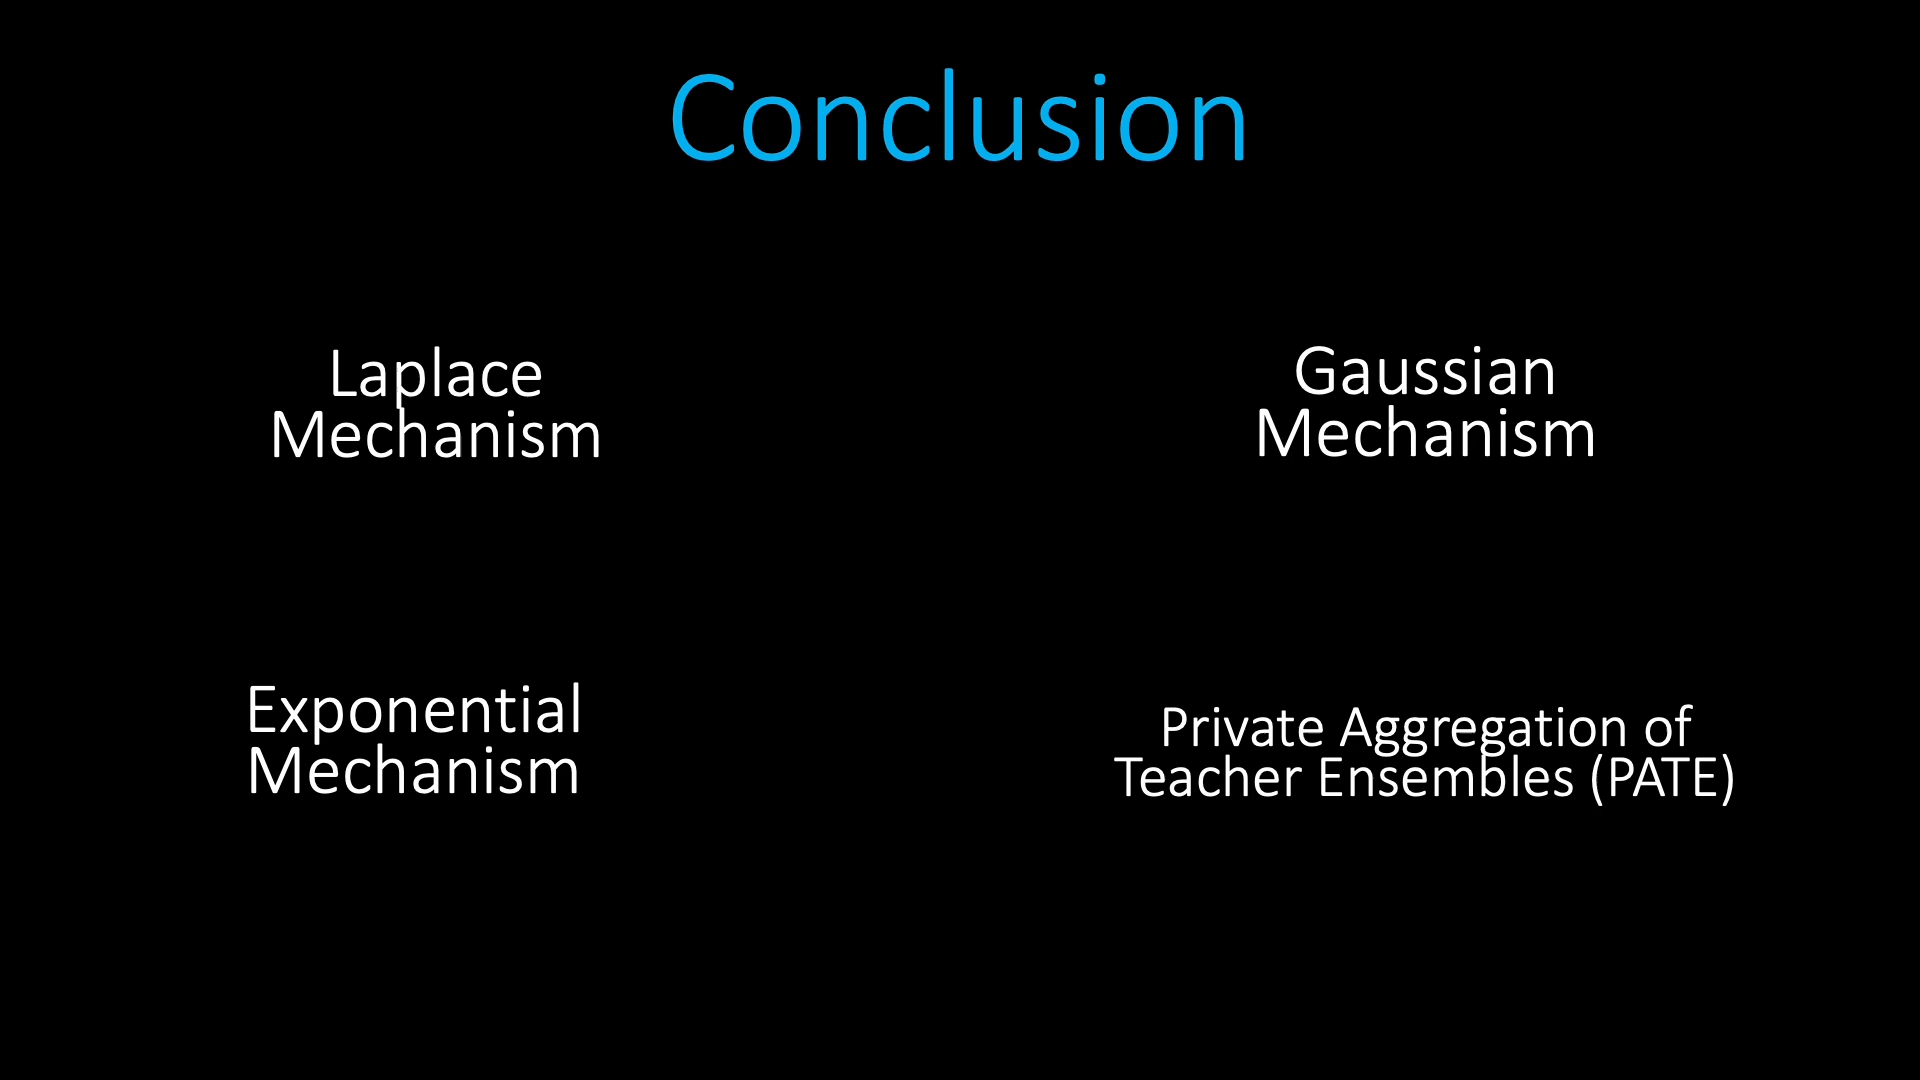 Conclusion
Laplace
Mechanism
Gaussian
Mechanism
Exponential
Mechanism
Private Aggregation of
Teacher Ensembles (PATE)